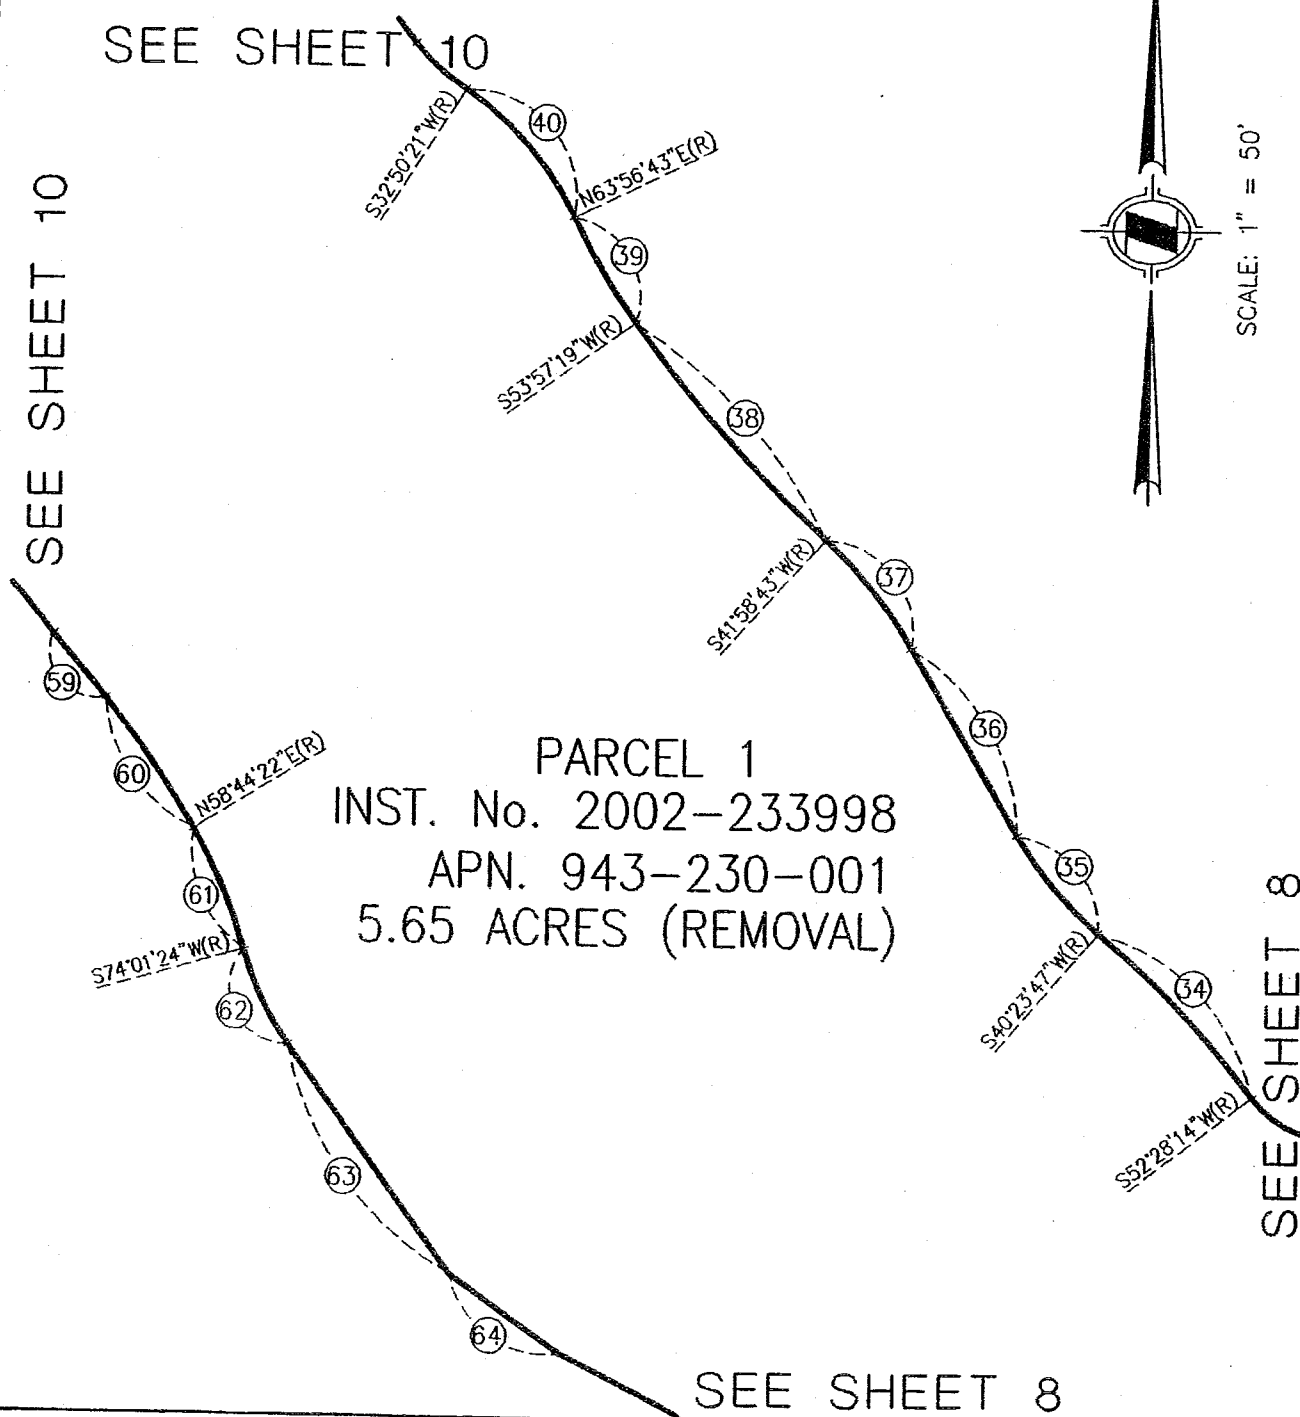 SEE SHEET 10
40
S32°50'21"W(R)
N63°56'43"E(R)
SCALE: 1" = 50'
SEE SHEET 10
39
S53°57'19"W(R)
38
S41°58'43"W(R)
37
59
36
60
N58°44'22"E(R)
PARCEL 1
INST. No. 2002-233998
APN. 943-230-001
5.65 ACRES (REMOVAL)
35
61
S74°01'24"W(R)
62
S40°23'47"W(R)
34
SEE SHEET 8
S52°28'14"W(R)
63
64
SEE SHEET 8